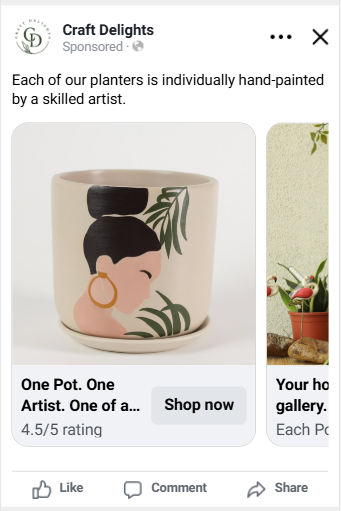 Craft Delights
Sponsored ·
Each of our planters is individually hand-painted
by a skilled artist.
One Pot. One
Artist. One of a...
4.5/5 rating
Shop now
Your ho
gallery.
Each Po
Like
Comment
Share